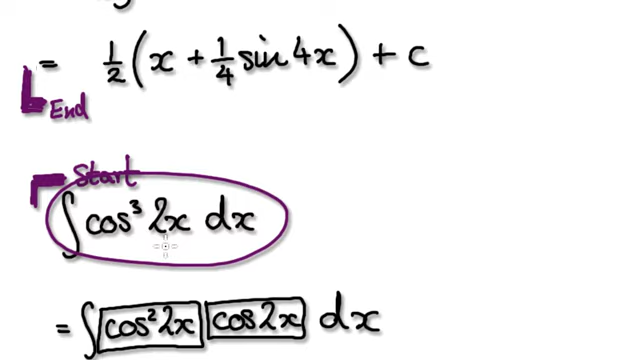 = 1/2 (x + 1/4 sin 4x) + c
End
Start
∫ cos³ 2x dx
= ∫ cos² 2x cos 2x dx